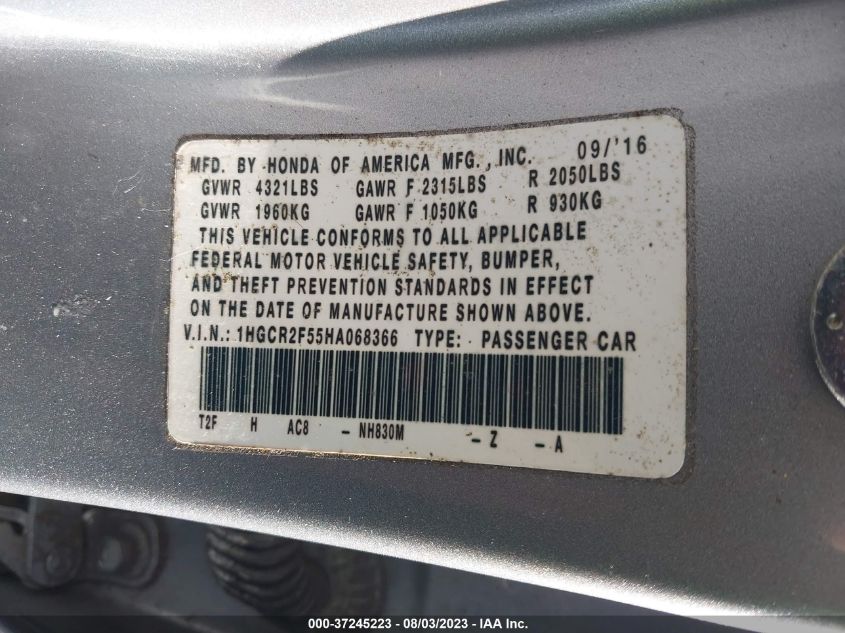 MFD. BY HONDA OF AMERICA MFG., INC. 09/'16
GVWR 4321LBS GAWR F 2315LBS R 2050LBS
GVWR 1960KG GAWR F 1050KG R 930KG
THIS VEHICLE CONFORMS TO ALL APPLICABLE
FEDERAL MOTOR VEHICLE SAFETY, BUMPER,
AND THEFT PREVENTION STANDARDS IN EFFECT
ON THE DATE OF MANUFACTURE SHOWN ABOVE.
V.I.N.: 1HGCR2F55HA068366 TYPE: PASSENGER CAR
T2F H AC8 - NH830M - Z - A
000-37245223 - 08/03/2023 - IAA Inc.